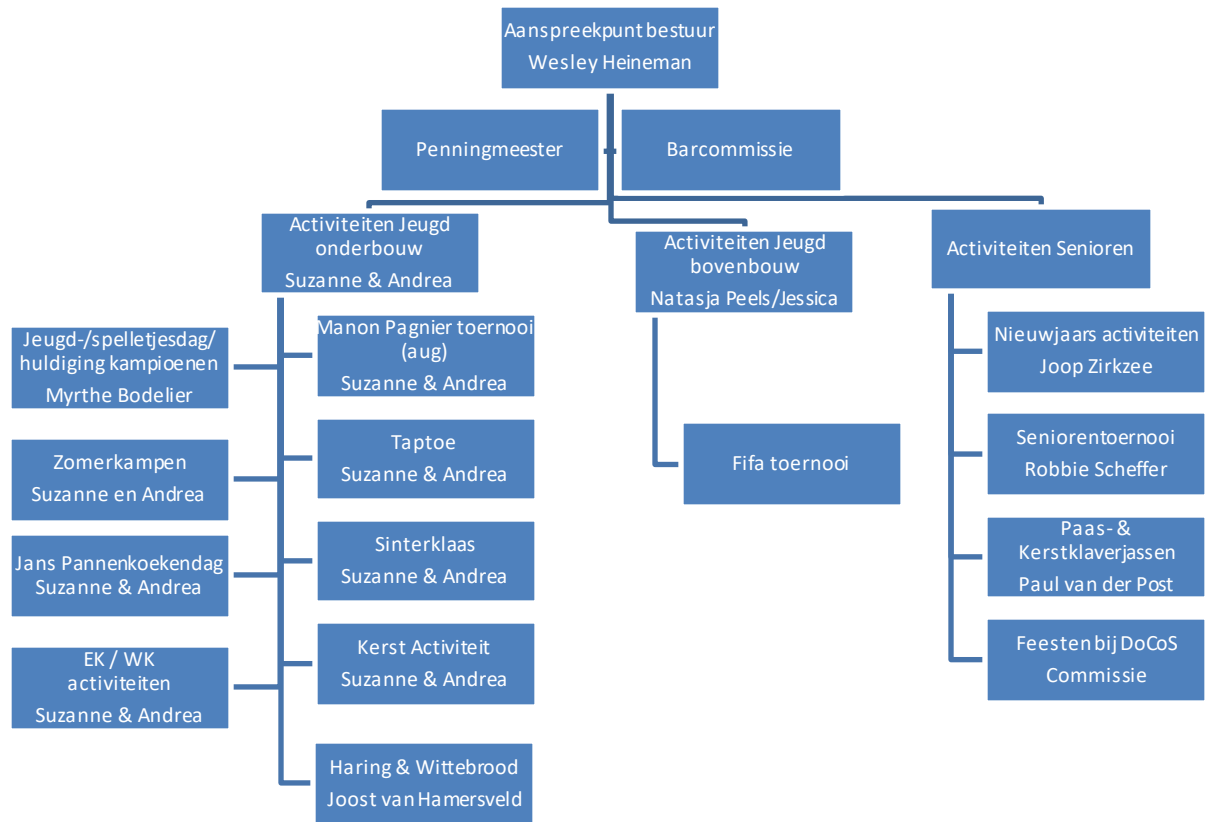 Aanspreekpunt bestuur
Wesley Heineman
Penningmeester
Barcommissie
Activiteiten Jeugd
onderbouw
Suzanne & Andrea
Activiteiten Jeugd
bovenbouw
Natasja Peels/Jessica
Activiteiten Senioren
Jeugd-/spelletjesdag/
huldiging kampioenen
Myrthe Bodelier
Manon Pagnier toernooi
(aug)
Suzanne & Andrea
Zomerkampen
Suzanne en Andrea
Taptoe
Suzanne & Andrea
Jans Pannenkoekendag
Suzanne & Andrea
Sinterklaas
Suzanne & Andrea
EK / WK
activiteiten
Suzanne & Andrea
Kerst Activiteit
Suzanne & Andrea
Haring & Wittebrood
Joost van Hamersveld
Fifa toernooi
Nieuwjaars activiteiten
Joop Zirkzee
Seniorentoernooi
Robbie Scheffer
Paas- &
Kerstklaverjassen
Paul van der Post
Feesten bij DoCoS
Commissie